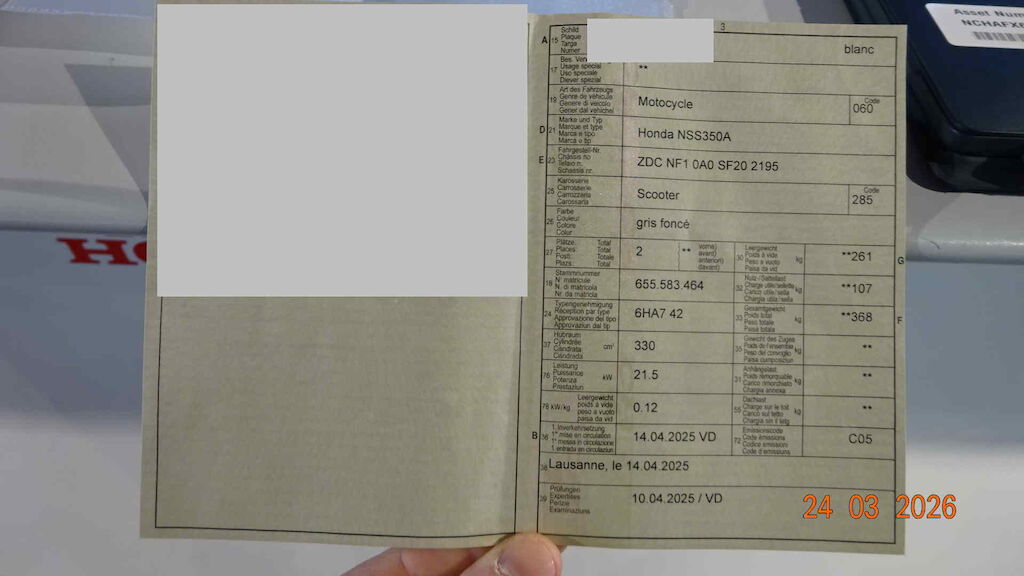 Asset Num
NCHAFX
HO
3
A 15 Schild
Plaque
Targa
Numer
blanc
17 Bes. Ver
Usage spécial
Uso speciale
Diever spezial
**
19 Art des Fahrzeugs
Genre de véhicule
Genere di veicolo
Gener dal vehichel
Motocycle
Code
060
D 21 Marke und Typ
Marque et type
Marca e tipo
Marca e tip
Honda NSS350A
E 23 Fahrgestell-Nr.
Châssis no
Telaio n.
Schassis nr.
ZDC NF1 0A0 SF20 2195
25 Karosserie
Carrosserie
Carrozzeria
Carossaria
Scooter
Code
285
26 Farbe
Couleur
Colore
Colur
gris foncé
27 Plätze: Total
Places: Total
Posti: Totale
Plazs: Total
2
**
vorne)
avant)
anteriori)
davant)
30 Leergewicht
Poids à vide
Peso a vuoto
Paisa da vid
kg
**261
G
18 Stammnummer
N° matricule
N. di matricola
Nr. da matricla
655.583.464
32 Nutz-/Sattellast
Charge utile/sellette
Carico utile/sella
Chargia utila/sella
kg
**107
24 Typengenehmigung
Réception par type
Approvazione del tipo
Approvaziun dal tip
6HA7 42
33 Gesamtgewicht
Poids total
Peso totale
Paisa totala
kg
**368
F
37 Hubraum
Cylindrée
Cilindrata
Cilindrada
cm³
330
35 Gewicht des Zuges
Poids de l'ensemble
Peso del convoglio
Paisa cumposiziun
kg
**
76 Leistung
Puissance
Potenza
Prestaziun
kW
21.5
31 Anhängelast
Poids remorquable
Carico rimorchiato
Chargia annexa
kg
**
78 kW/kg
Leergewicht
poids à vide
peso a vuoto
paisa da vid
0.12
55 Dachlast
Charge sur le toit
Carico sul tetto
Chargia sin il tetg
kg
**
B 36 1. Inverkehrsetzung
1re mise en circulation
1a messa in circolazione
1. entrada en circulaziun
14.04.2025 VD
72 Emissionscode
Code émissions
Codice emissioni
Code d'emissiuns
C05
38 Lausanne, le 14.04.2025
39 Prüfungen
Expertises
Perizie
Examinaziuns
10.04.2025 / VD
24 03 2026